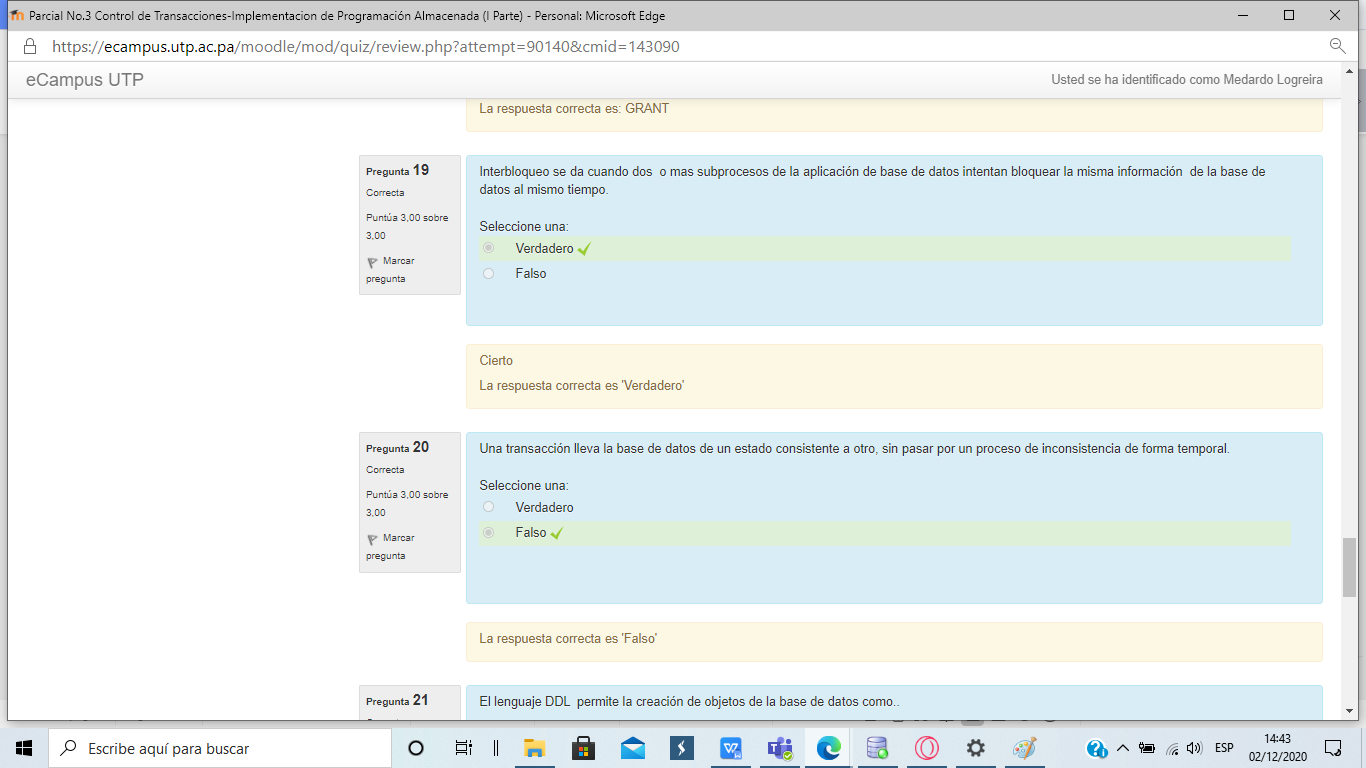 Parcial No.3 Control de Transacciones-Implementacion de Programación Almacenada (I Parte) - Personal: Microsoft Edge
https://ecampus.utp.ac.pa/moodle/mod/quiz/review.php?attempt=90140&cmid=143090
eCampus UTP
Usted se ha identificado como Medardo Logreira
La respuesta correcta es: GRANT
Pregunta 19
Correcta
Puntúa 3,00 sobre
3,00
Marcar
pregunta
Interbloqueo se da cuando dos  o mas subprocesos de la aplicación de base de datos intentan bloquear la misma información  de la base de
datos al mismo tiempo.
Seleccione una:
Verdadero
Falso
Cierto
La respuesta correcta es 'Verdadero'
Pregunta 20
Correcta
Puntúa 3,00 sobre
3,00
Marcar
pregunta
Una transacción lleva la base de datos de un estado consistente a otro, sin pasar por un proceso de inconsistencia de forma temporal.
Seleccione una:
Verdadero
Falso
La respuesta correcta es 'Falso'
Pregunta 21
El lenguaje DDL  permite la creación de objetos de la base de datos como..
Escribe aquí para buscar
ESP
14:43
02/12/2020